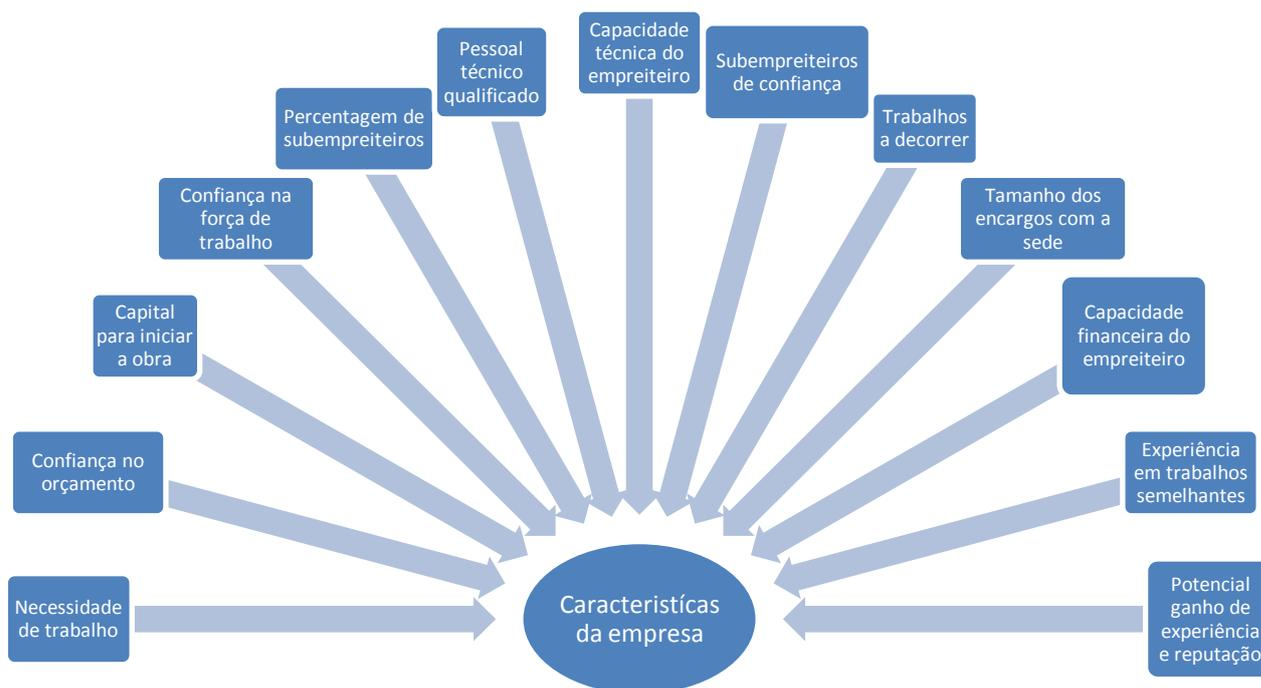 Necessidade
de trabalho
Confiança no
orçamento
Capital
para iniciar
a obra
Confiança na
força de
trabalho
Percentagem de
subempreiteiros
Pessoal
técnico
qualificado
Capacidade
técnica do
empreiteiro
Subempreiteiros
de confiança
Trabalhos
a decorrer
Tamanho dos
encargos com a
sede
Capacidade
financeira do
empreiteiro
Experiência
em trabalhos
semelhantes
Potencial
ganho de
experiência
e reputação
Caracteristícas
da empresa